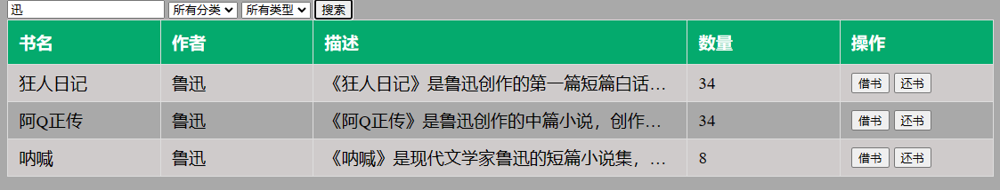 迅 所有分类 所有类型 搜索
书名 作者 描述 数量 操作
狂人日记 鲁迅 《狂人日记》是鲁迅创作的第一篇短篇白话... 34 借书 还书
阿Q正传 鲁迅 《阿Q正传》是鲁迅创作的中篇小说，创作... 34 借书 还书
呐喊 鲁迅 《呐喊》是现代文学家鲁迅的短篇小说集，... 8 借书 还书